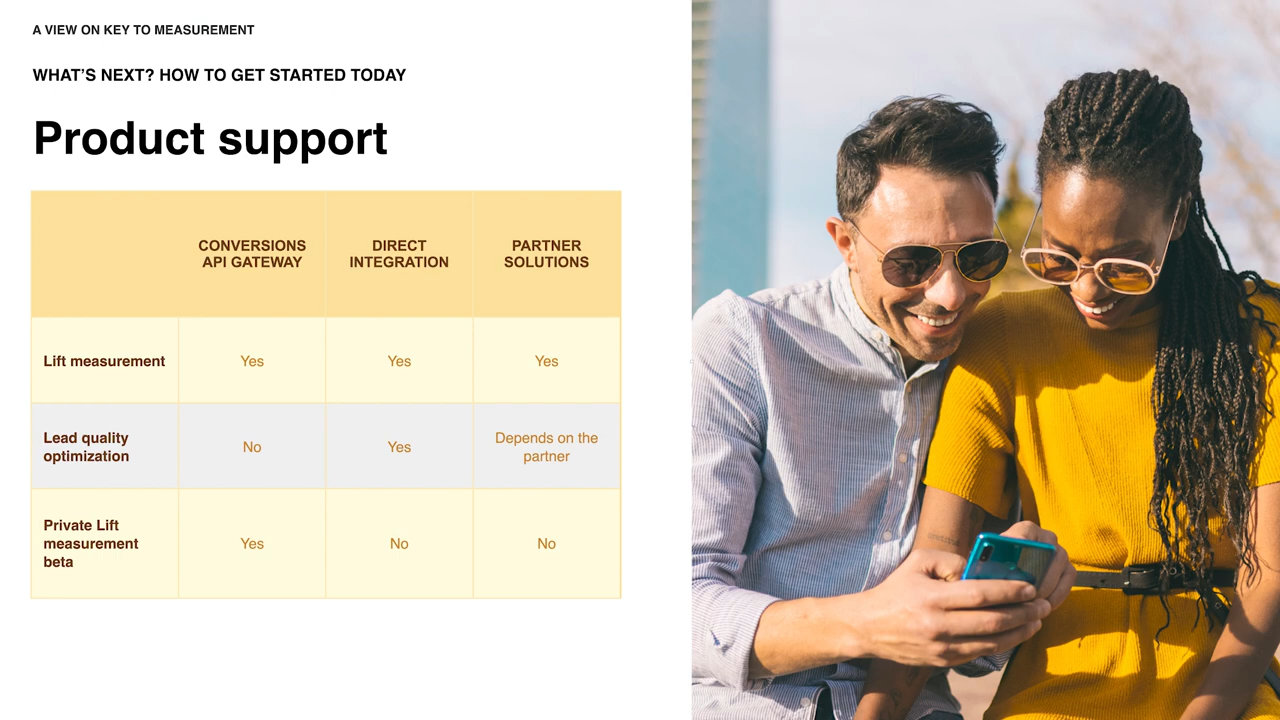 A VIEW ON KEY TO MEASUREMENT
WHAT’S NEXT? HOW TO GET STARTED TODAY
Product support
CONVERSIONS
API GATEWAY
DIRECT
INTEGRATION
PARTNER
SOLUTIONS
Lift measurement
Yes
Yes
Yes
Lead quality
optimization
No
Yes
Depends on the
partner
Private Lift
measurement
beta
Yes
No
No